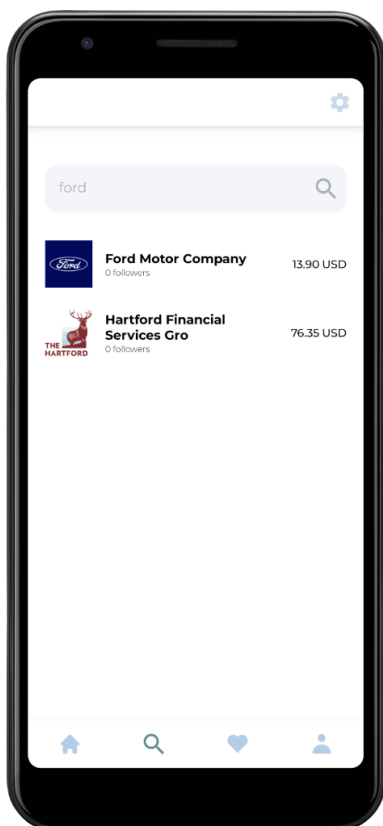 ford
Ford
Ford Motor Company
0 followers
13.90 USD
THE
HARTFORD
Hartford Financial
Services Gro
0 followers
76.35 USD